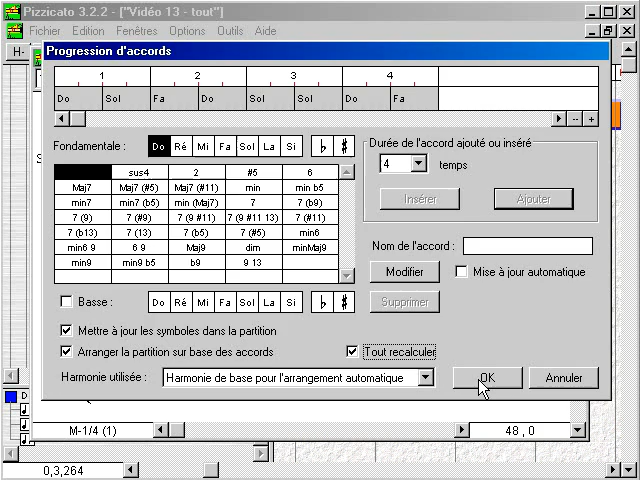 Pizzicato 3.2.2 - ["Vidéo 13 - tout"]
Fichier Edition Fenêtres Options Outils Aide
H-
Progression d'accords
1 2 3 4
Do Sol Fa Do Sol Do Fa
-- +
Fondamentale : Do Ré Mi Fa Sol La Si ♭ ♯
Durée de l'accord ajouté ou inséré
4 temps
Insérer Ajouter
sus4 2 #5 6
Maj7 Maj7 (#5) Maj7 (#11) min min b5
min7 min7 (b5) min (Maj7) 7 7 (b9)
7 (9) 7 (#9) 7 (9 #11) 7 (9 #11 13) 7 (#11)
7 (b13) 7 (13) 7 (b5) 7 (#5) min6
min6 9 6 9 Maj9 dim minMaj9
min9 min9 b5 b9 9 13
Nom de l'accord :
Modifier Mise à jour automatique
Basse : Do Ré Mi Fa Sol La Si ♭ ♯
Supprimer
Mettre à jour les symboles dans la partition
Arranger la partition sur base des accords Tout recalculer
Harmonie utilisée : Harmonie de base pour l'arrangement automatique
OK Annuler
D
M-1/4 (1) 48 , 0
0,3,264